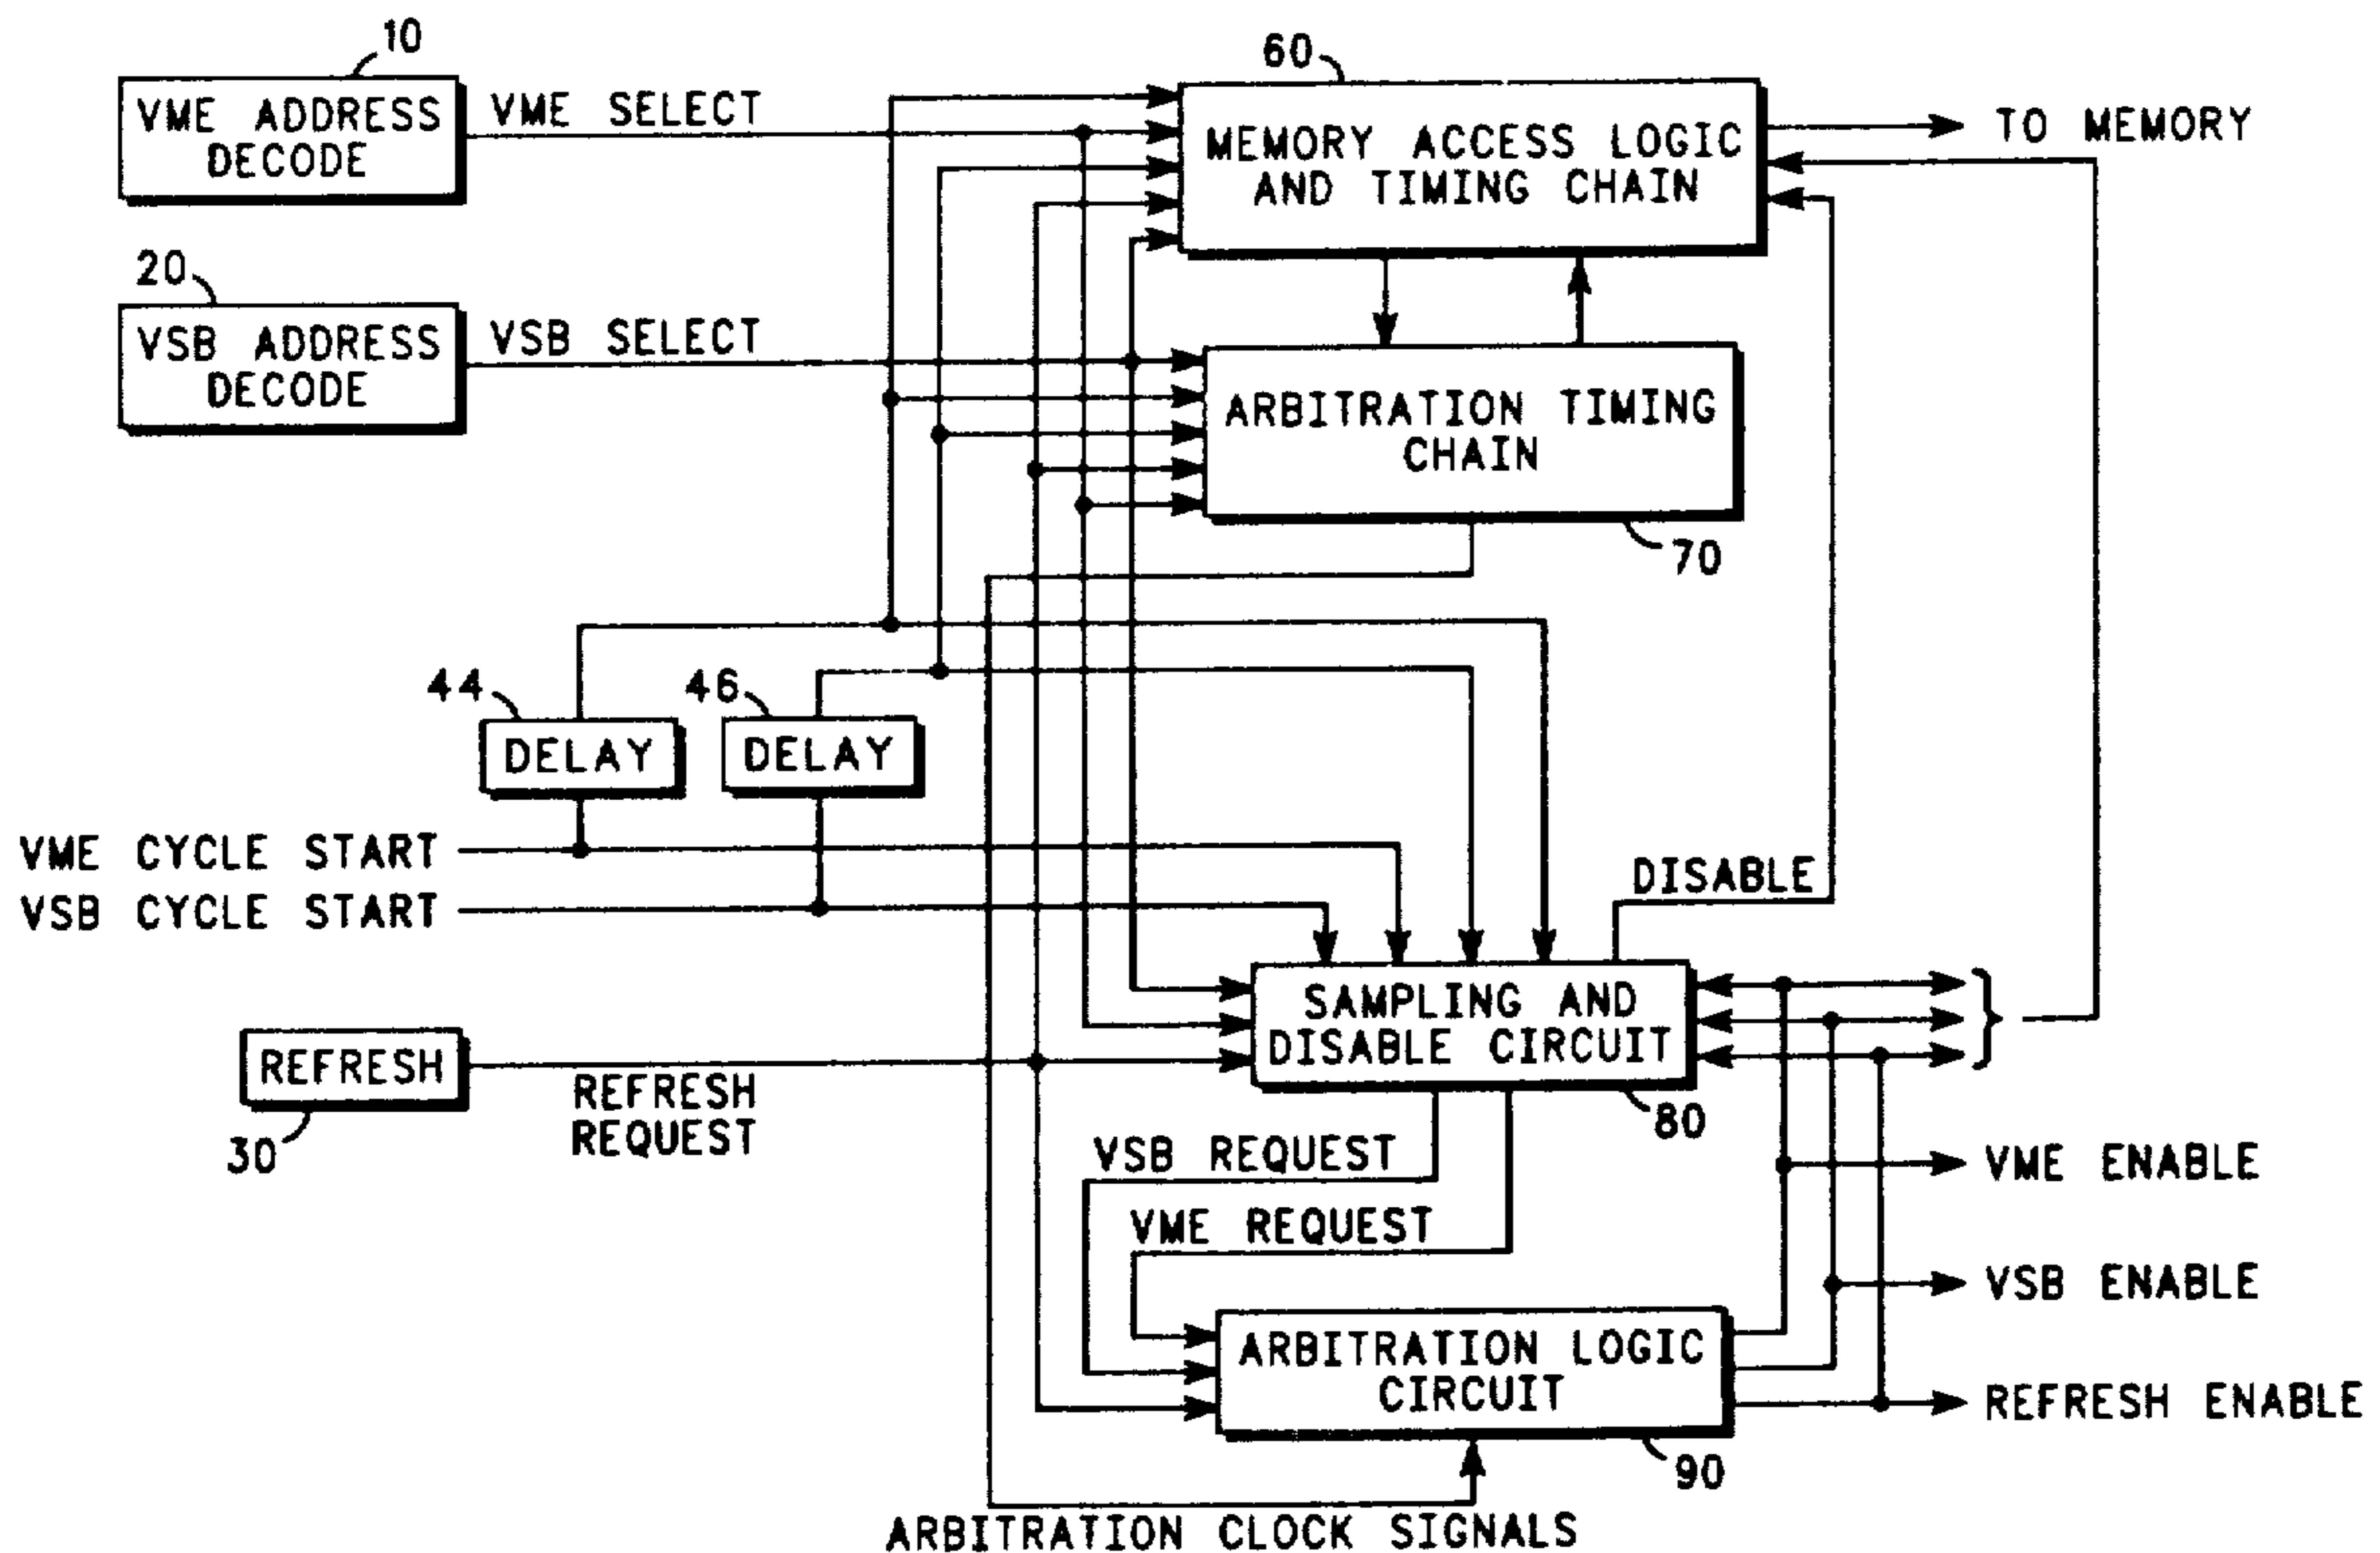 10
VME ADDRESS
DECODE
VME SELECT
60
MEMORY ACCESS LOGIC
AND TIMING CHAIN
TO MEMORY
20
VSB ADDRESS
DECODE
VSB SELECT
ARBITRATION TIMING
CHAIN
70
44
DELAY
46
DELAY
VME CYCLE START
VSB CYCLE START
DISABLE
SAMPLING AND
DISABLE CIRCUIT
80
REFRESH
30
REFRESH
REQUEST
VSB REQUEST
VME REQUEST
VME ENABLE
VSB ENABLE
ARBITRATION LOGIC
CIRCUIT
90
REFRESH ENABLE
ARBITRATION CLOCK SIGNALS